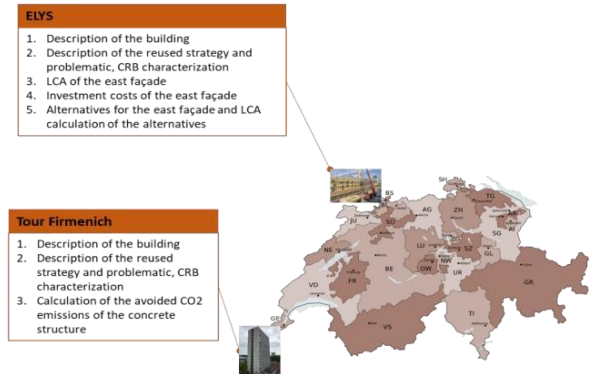 ELYS
1. Description of the building
2. Description of the reused strategy and
problematic, CRB characterization
3. LCA of the east façade
4. Investment costs of the east façade
5. Alternatives for the east façade and LCA
calculation of the alternatives
Tour Firmenich
1. Description of the building
2. Description of the reused
strategy and problematic, CRB
characterization
3. Calculation of the avoided CO2
emissions of the concrete
structure
SH
BS
TG
AG
ZH
JU
SO
AR
AI
SG
LU
ZG
SZ
GL
NE
NW
OW
BE
UR
GR
FR
VD
TI
GE
VS